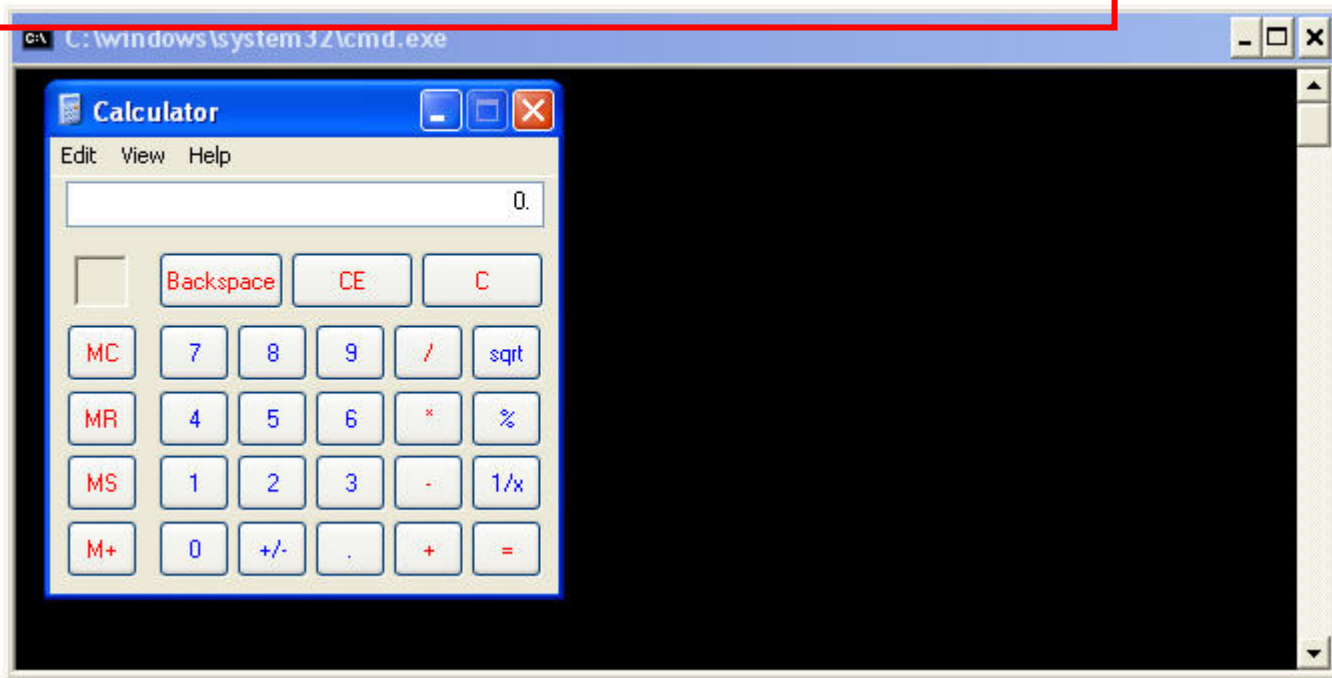 C:\windows\system32\cmd.exe
Calculator
Edit View Help
0.
Backspace CE C
MC 7 8 9 / sqrt
MR 4 5 6 * %
MS 1 2 3 - 1/x
M+ 0 +/- . + =